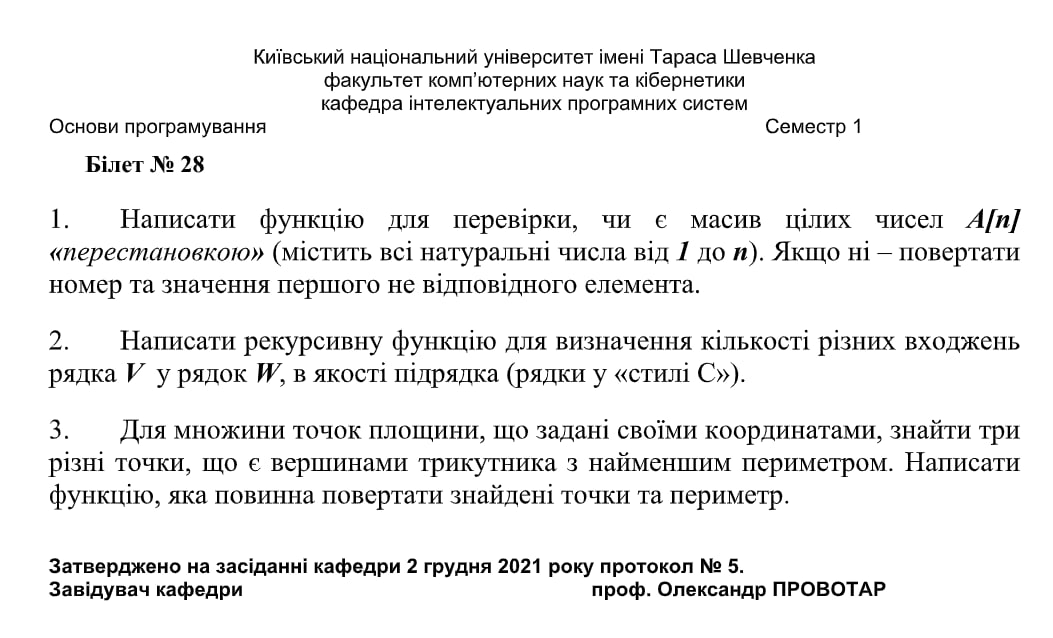 Київський національний університет імені Тараса Шевченка
факультет комп’ютерних наук та кібернетики
кафедра інтелектуальних програмних систем
Основи програмування Семестр 1
Білет № 28
1. Написати функцію для перевірки, чи є масив цілих чисел A[n]
«перестановкою» (містить всі натуральні числа від 1 до n). Якщо ні – повертати
номер та значення першого не відповідного елемента.
2. Написати рекурсивну функцію для визначення кількості різних входжень
рядка V у рядок W, в якості підрядка (рядки у «стилі С»).
3. Для множини точок площини, що задані своїми координатами, знайти три
різні точки, що є вершинами трикутника з найменшим периметром. Написати
функцію, яка повинна повертати знайдені точки та периметр.
Затверджено на засіданні кафедри 2 грудня 2021 року протокол № 5.
Завідувач кафедри проф. Олександр ПРОВОТАР